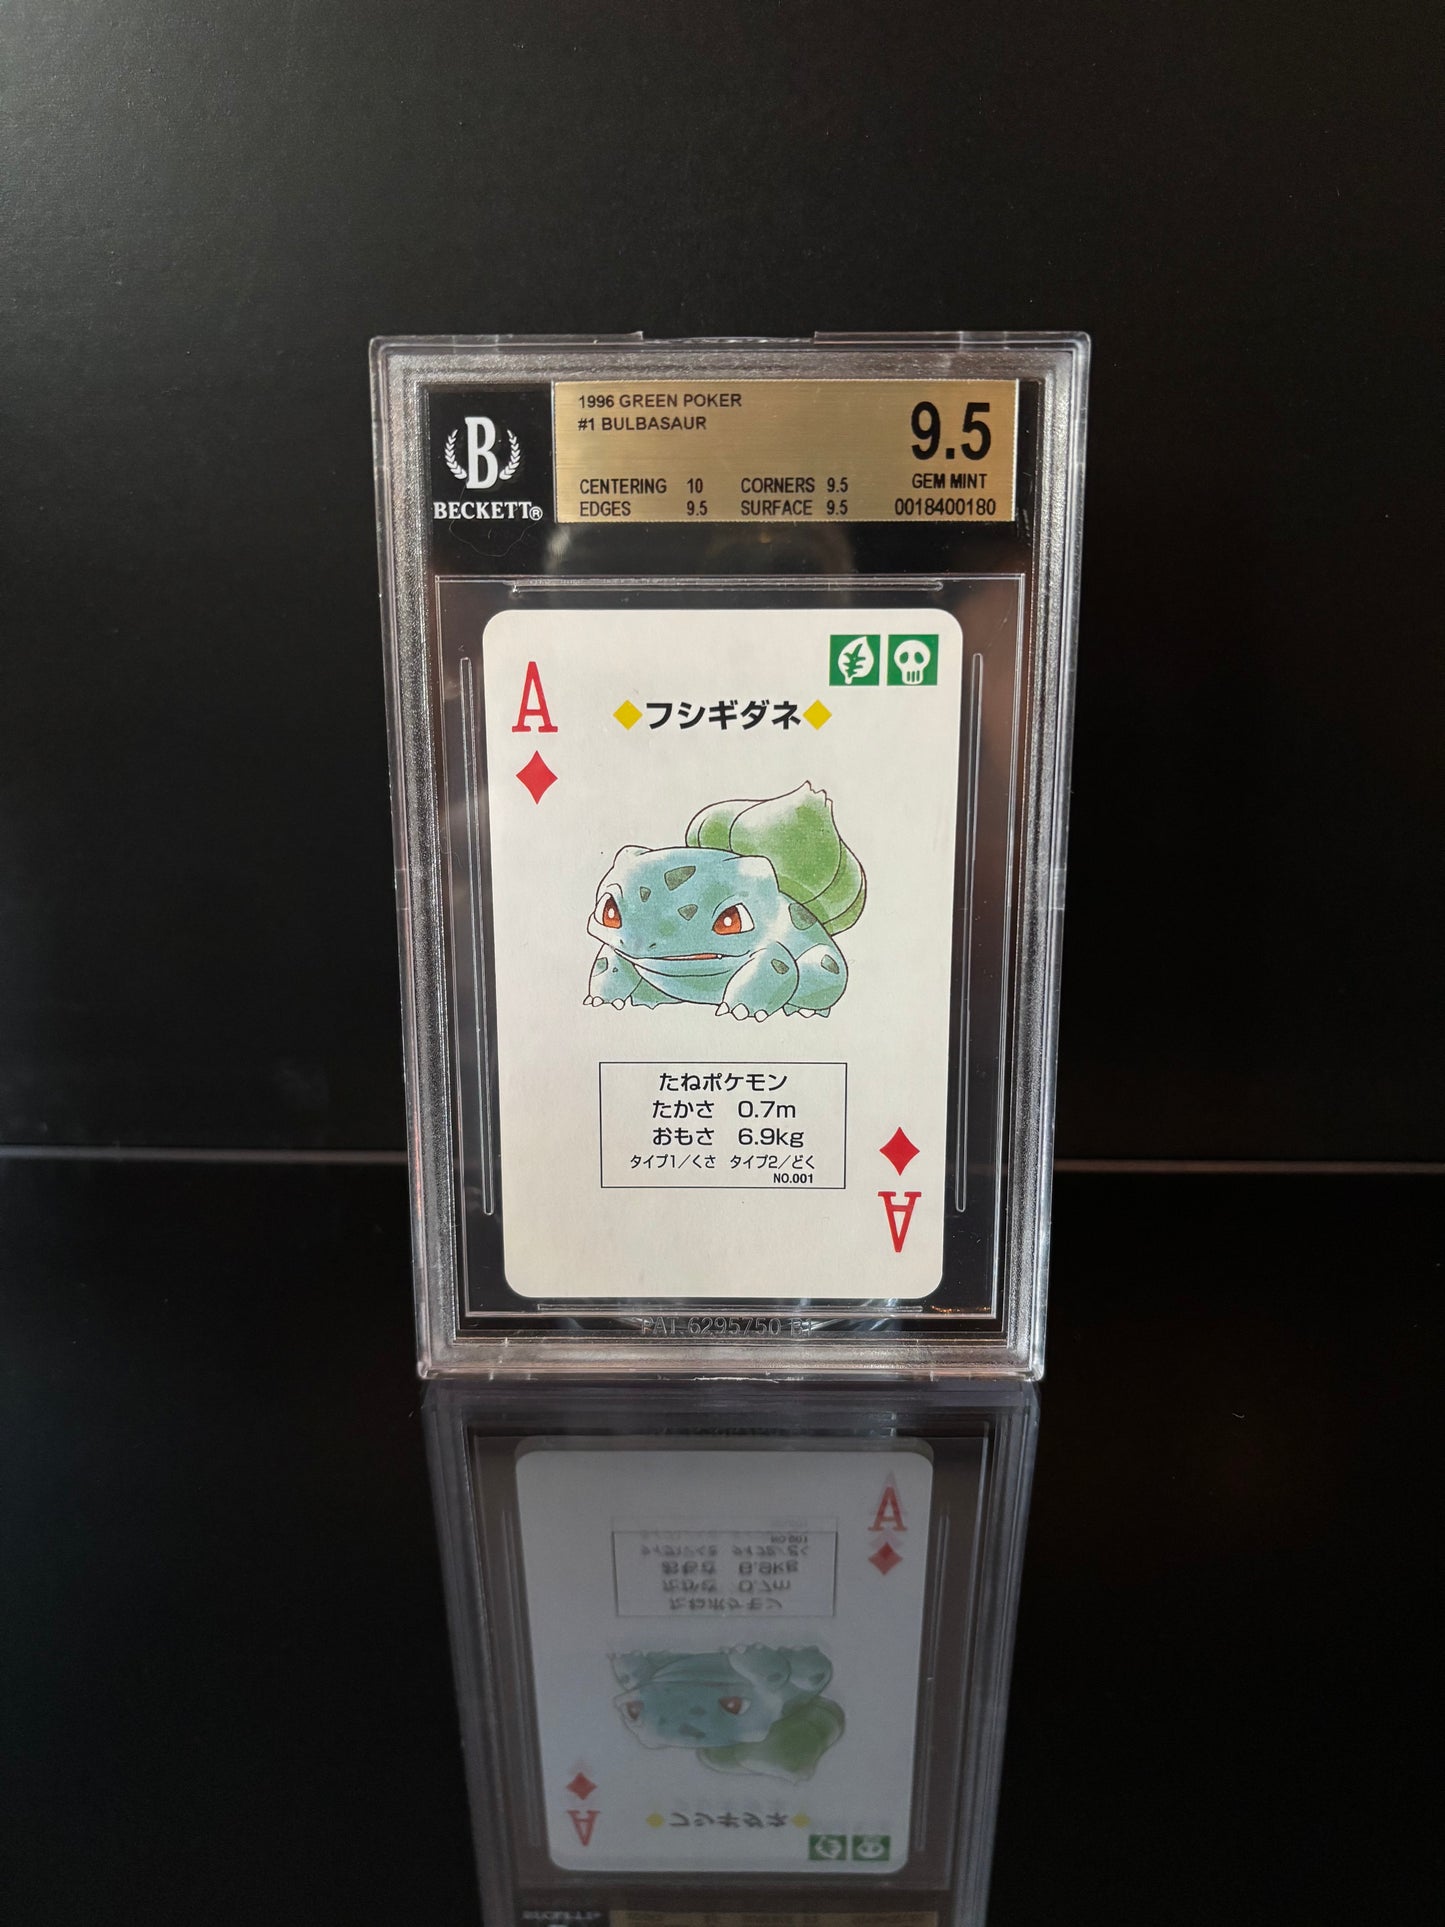 1996 GREEN POKER
#1 BULBASAUR
9.5
GEM MINT
0018400180
CENTERING 10 CORNERS 9.5
EDGES 9.5 SURFACE 9.5
B
BECKETT®
A
フシギダネ
たねポケモン
たかさ 0.7m
おもさ 6.9kg
タイプ1/くさ タイプ2/どく
NO.001
A
PAT. 6295750 B1